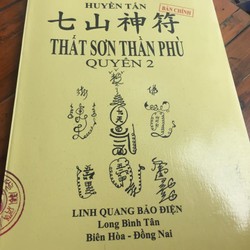 HUYỀN TẤN
BẢN CHÍNH
七山神符
THẤT SƠN THẦN PHÙ
QUYỂN 2
LINH QUANG BẢO ĐIỆN
Long Bình Tân
Biên Hòa - Đồng Nai